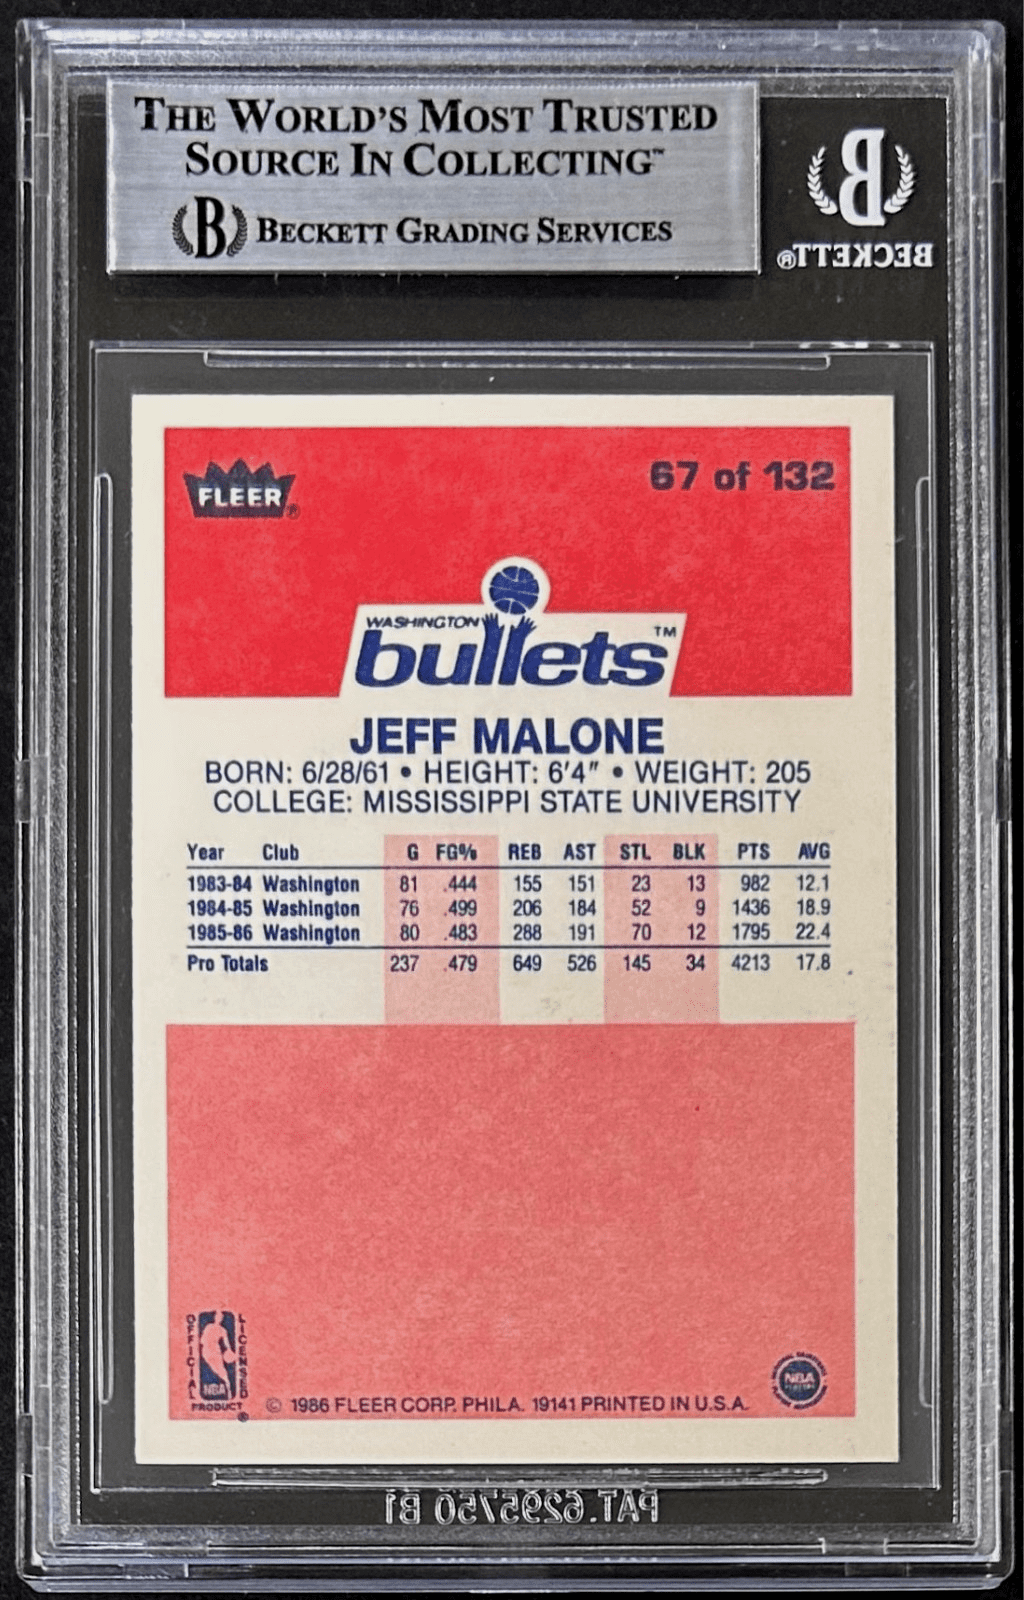 THE WORLD'S MOST TRUSTED
SOURCE IN COLLECTING™
B BECKETT GRADING SERVICES
B
BECKETT®
FLEER®
67 of 132
WASHINGTON
bullets™
JEFF MALONE
BORN: 6/28/61 • HEIGHT: 6'4" • WEIGHT: 205
COLLEGE: MISSISSIPPI STATE UNIVERSITY
Year Club G FG% REB AST STL BLK PTS AVG
1983-84 Washington 81 .444 155 151 23 13 982 12.1
1984-85 Washington 76 .499 206 184 52 9 1436 18.9
1985-86 Washington 80 .483 288 191 70 12 1795 22.4
Pro Totals 237 .479 649 526 145 34 4213 17.8
OFFICIAL
LICENSED
NBA
PRODUCT®
© 1986 FLEER CORP. PHILA. 19141 PRINTED IN U.S.A.
NBA
PAT.6295750 B1